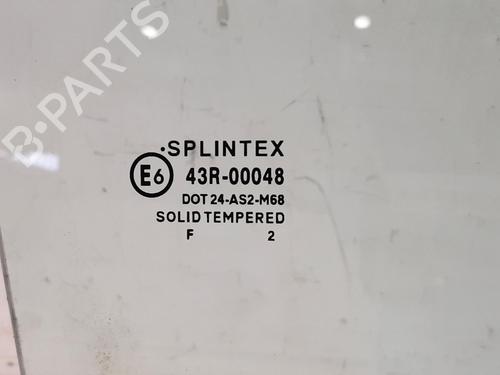 B-PARTS
·SPLINTEX
E6 43R-00048
DOT 24-AS2-M68
SOLID TEMPERED
F 2